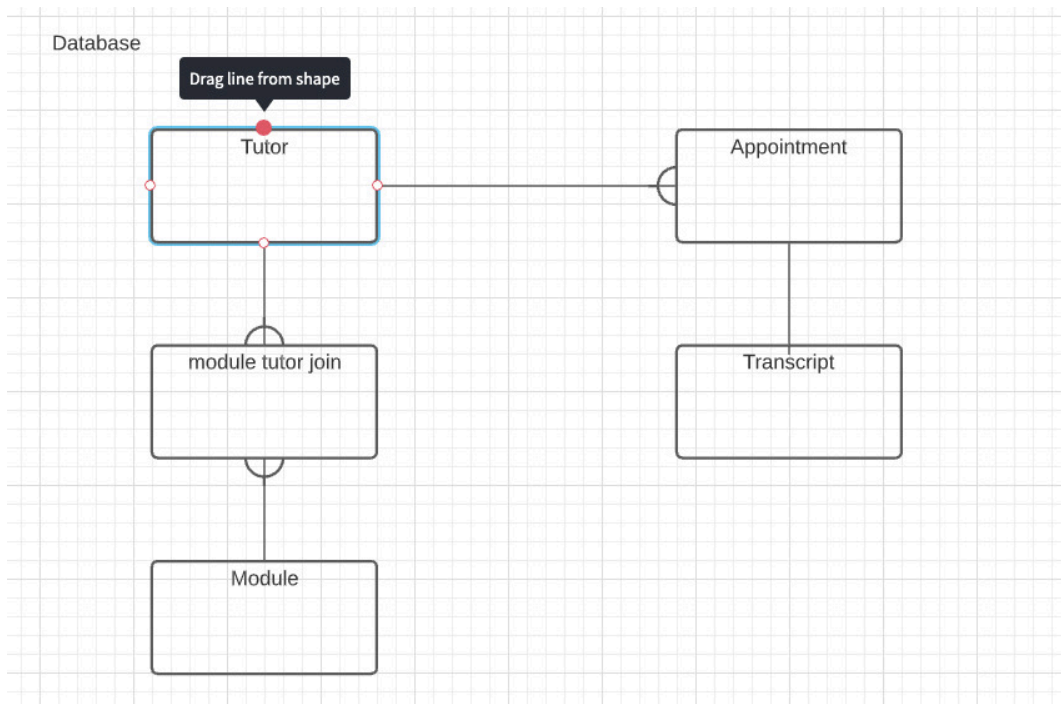 Database
Drag line from shape
Tutor
Appointment
module tutor join
Transcript
Module